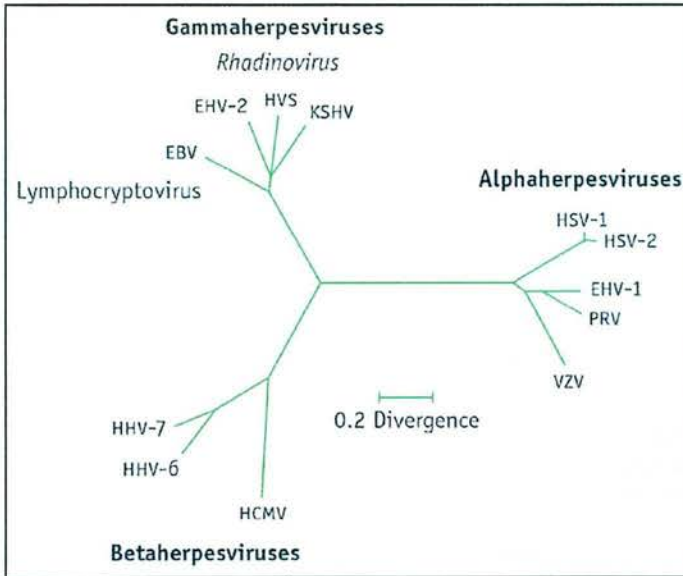 Gammaherpesviruses
Rhadinovirus
EHV-2
HVS
KSHV
EBV
Lymphocryptovirus
Alphaherpesviruses
HSV-1
HSV-2
EHV-1
PRV
VZV
0.2 Divergence
HHV-7
HHV-6
HCMV
Betaherpesviruses